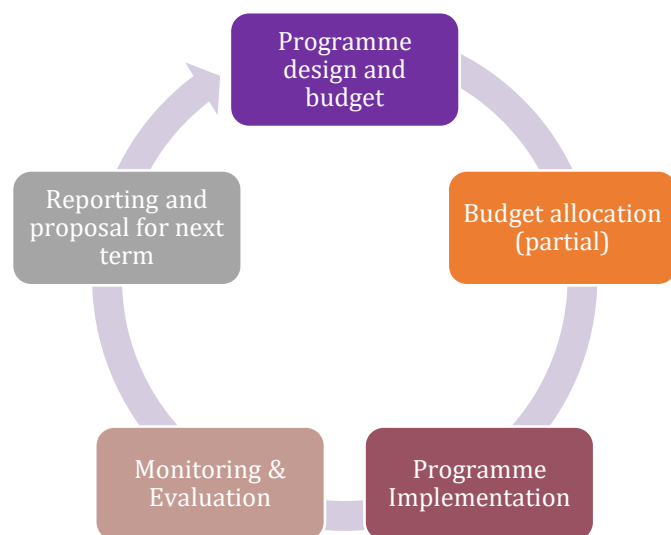 Programme
design and
budget
Budget allocation
(partial)
Programme
Implementation
Monitoring &
Evaluation
Reporting and
proposal for next
term